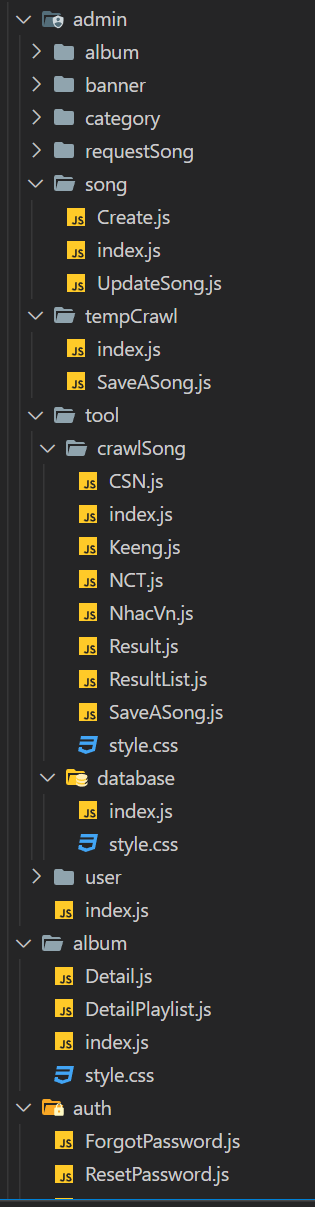 admin
album
banner
category
requestSong
song
JS Create.js
JS index.js
JS UpdateSong.js
tempCrawl
JS index.js
JS SaveASong.js
tool
crawlSong
JS CSN.js
JS index.js
JS Keeng.js
JS NCT.js
JS NhacVn.js
JS Result.js
JS ResultList.js
JS SaveASong.js
style.css
database
JS index.js
style.css
user
JS index.js
album
JS Detail.js
JS DetailPlaylist.js
JS index.js
style.css
auth
JS ForgotPassword.js
JS ResetPassword.js